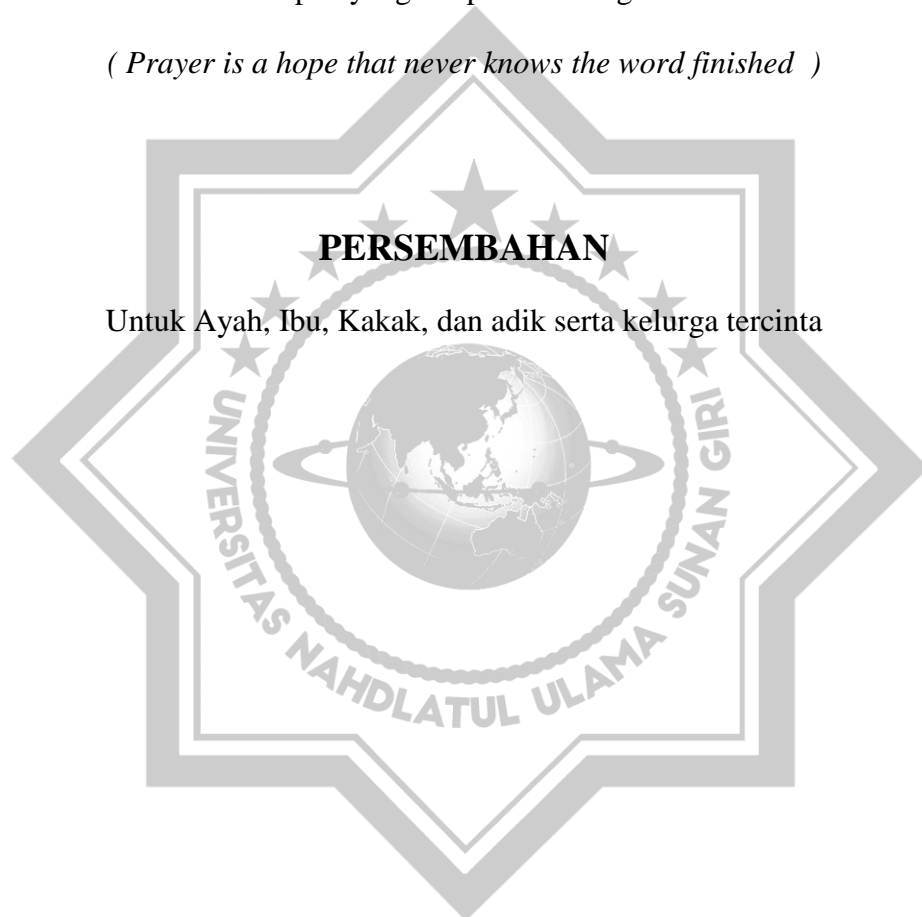 ( Prayer is a hope that never knows the word finished )
PERSEMBAHAN
Untuk Ayah, Ibu, Kakak, dan adik serta kelurga tercinta
UNIVERSITAS NAHDLATUL ULAMA SUNAN GIRI